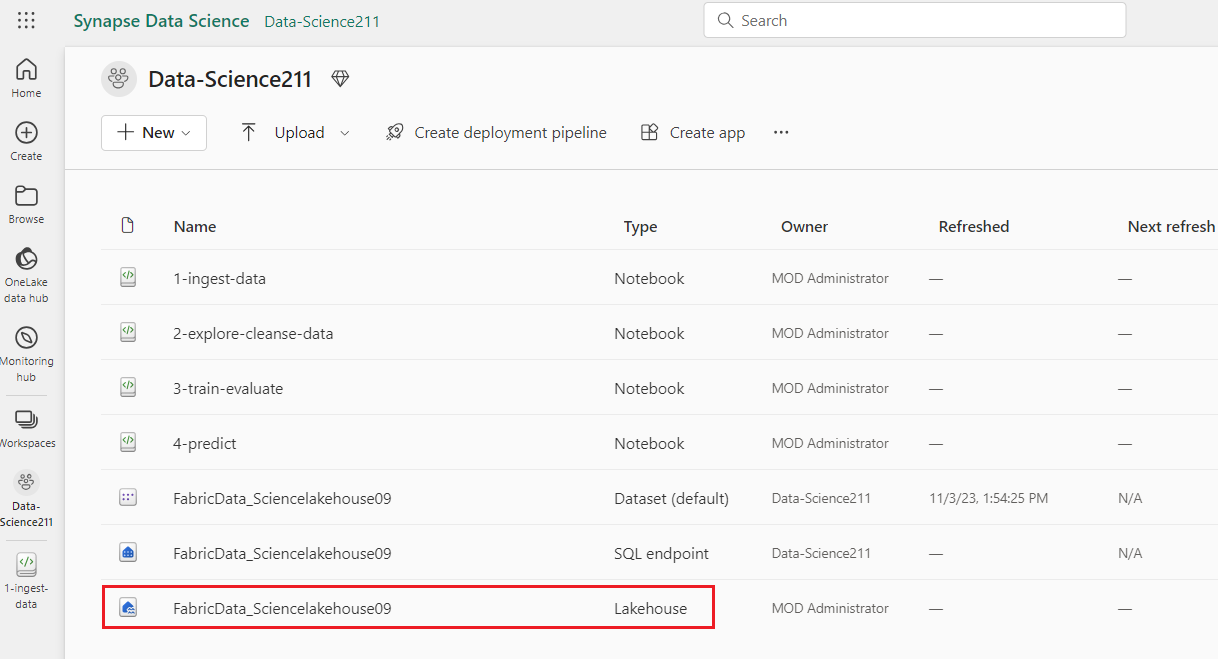 Synapse Data Science Data-Science211
Search
Home
Create
Browse
OneLake
data hub
Monitoring
hub
Workspaces
Data-
Science211
1-ingest-
data
Data-Science211
New Upload Create deployment pipeline Create app ...
Name Type Owner Refreshed Next refresh
1-ingest-data Notebook MOD Administrator — —
2-explore-cleanse-data Notebook MOD Administrator — —
3-train-evaluate Notebook MOD Administrator — —
4-predict Notebook MOD Administrator — —
FabricData_Sciencelakehouse09 Dataset (default) Data-Science211 11/3/23, 1:54:25 PM N/A
FabricData_Sciencelakehouse09 SQL endpoint Data-Science211 — N/A
FabricData_Sciencelakehouse09 Lakehouse MOD Administrator — —